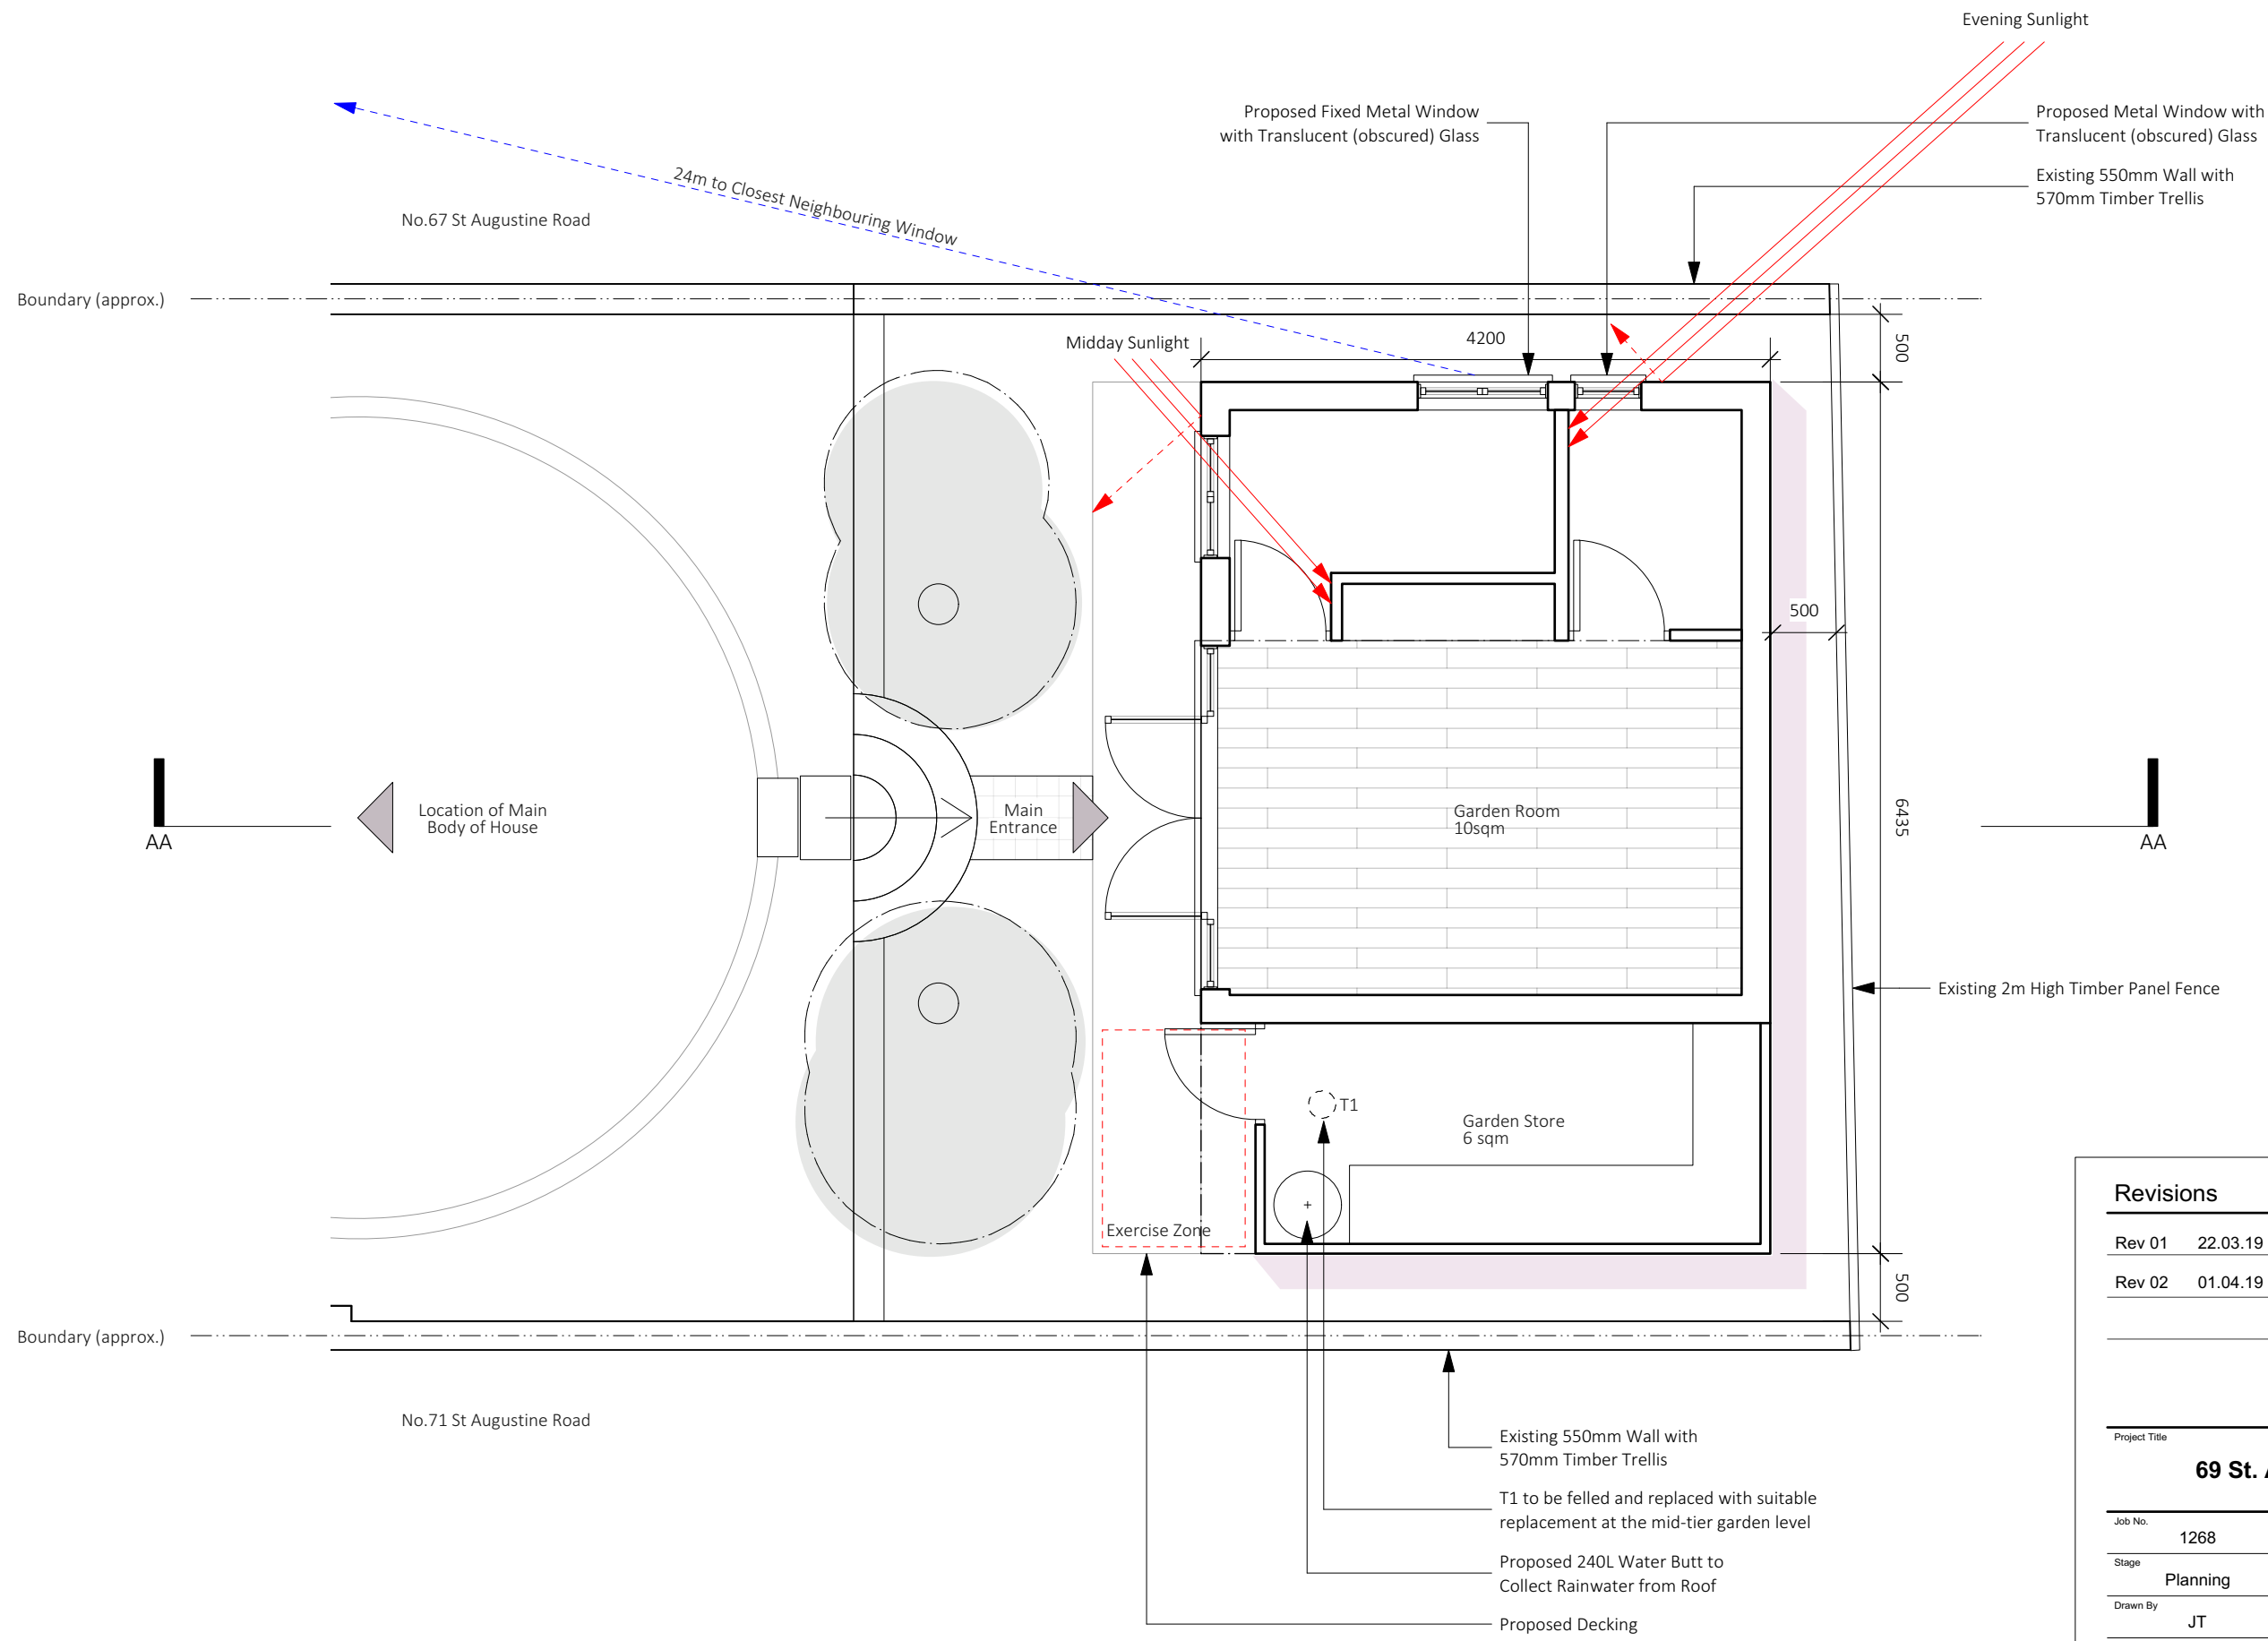 Evening Sunlight
Proposed Fixed Metal Window
with Translucent (obscured) Glass
Proposed Metal Window with
Translucent (obscured) Glass
Existing 550mm Wall with
570mm Timber Trellis
24m to Closest Neighbouring Window
No.67 St Augustine Road
Boundary (approx.)
Midday Sunlight
4200
500
500
Location of Main
Body of House
Main
Entrance
Garden Room
10sqm
6435
AA
AA
Existing 2m High Timber Panel Fence
T1
Garden Store
6 sqm
Exercise Zone
500
Boundary (approx.)
No.71 St Augustine Road
Existing 550mm Wall with
570mm Timber Trellis
T1 to be felled and replaced with suitable
replacement at the mid-tier garden level
Proposed 240L Water Butt to
Collect Rainwater from Roof
Proposed Decking
Revisions
Rev 01 22.03.19
Rev 02 01.04.19
Project Title
69 St.
Job No.
1268
Stage
Planning
Drawn By
JT